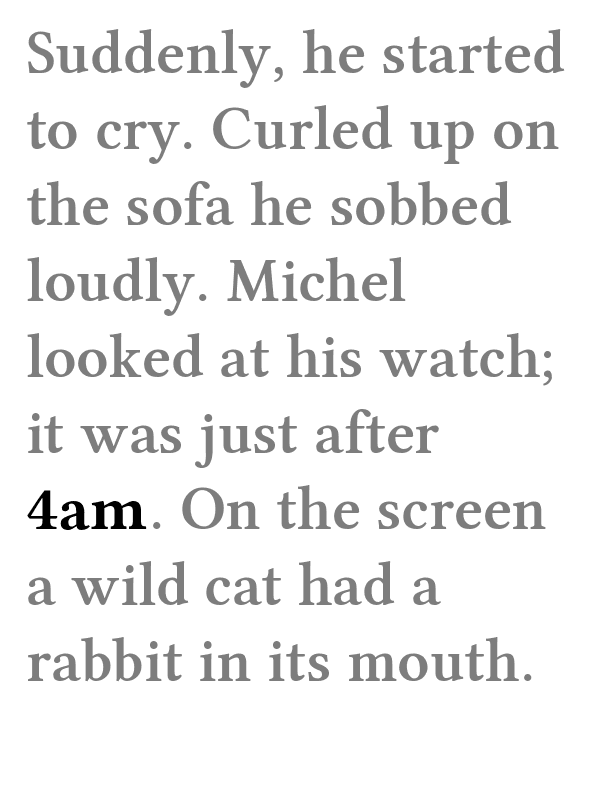 Suddenly, he started
to cry. Curled up on
the sofa he sobbed
loudly. Michel
looked at his watch;
it was just after
4am. On the screen
a wild cat had a
rabbit in its mouth.